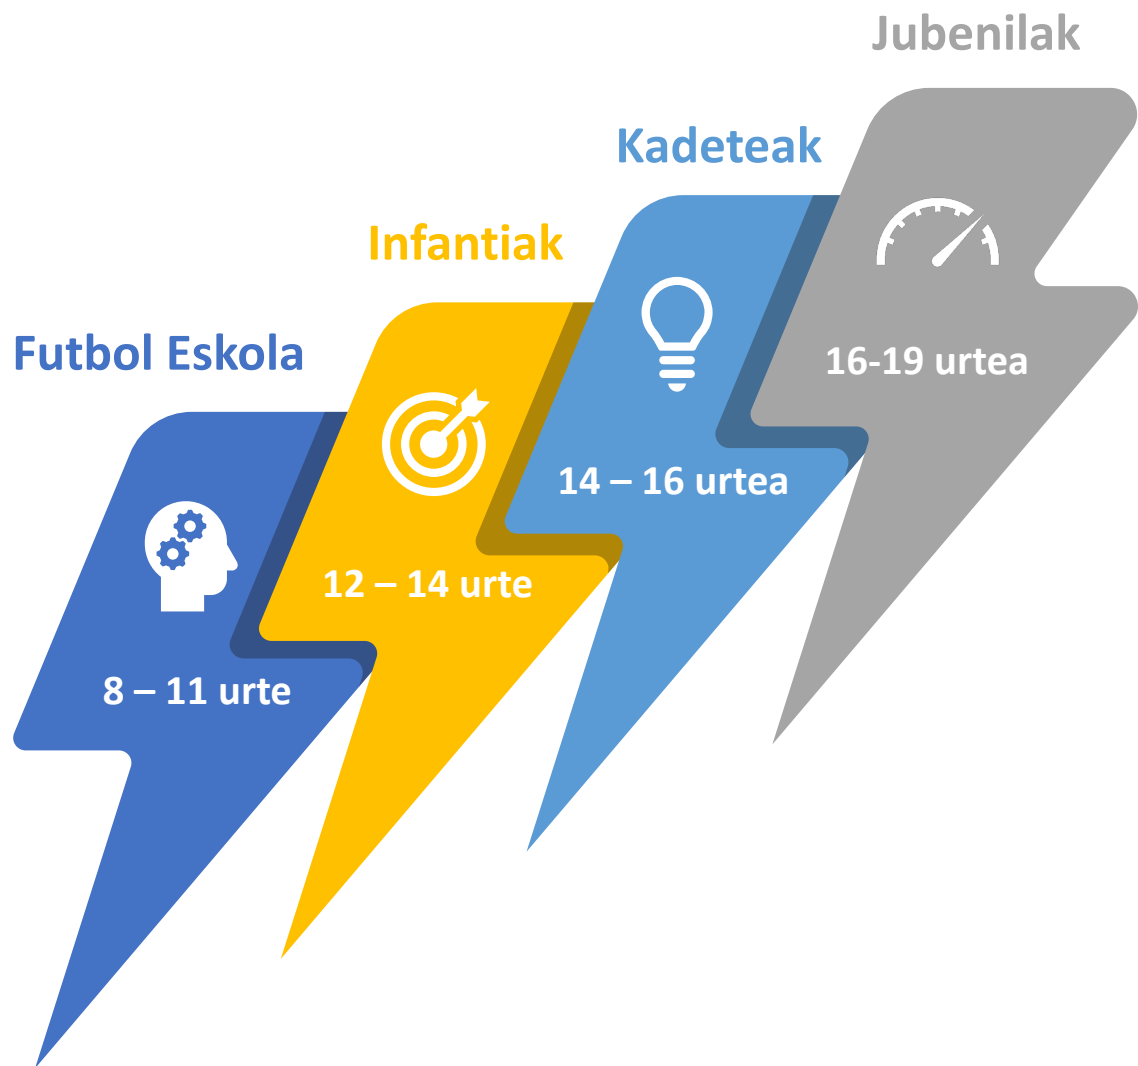 Futbol Eskola
8 – 11 urte
Infantiak
12 – 14 urte
Kadeteak
14 – 16 urtea
Jubenilak
16-19 urtea